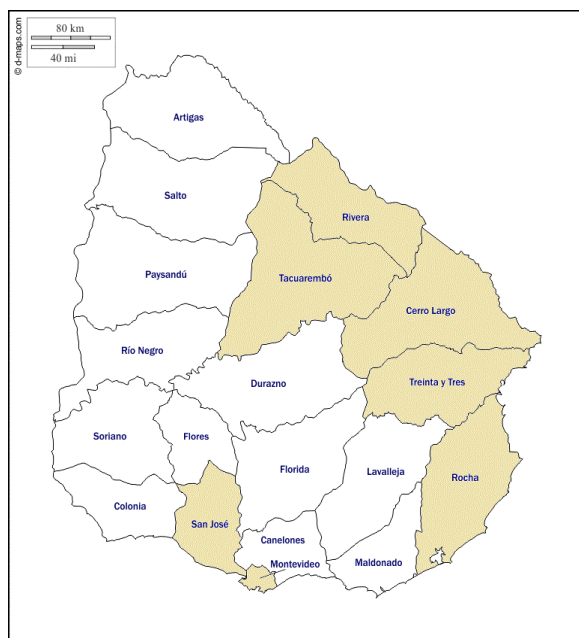 80 km
40 mi
© d-maps.com
Artigas
Salto
Rivera
Paysandú
Tacuarembó
Cerro Largo
Río Negro
Durazno
Treinta y Tres
Soriano
Flores
Florida
Lavalleja
Rocha
Colonia
San José
Canelones
Montevideo
Maldonado